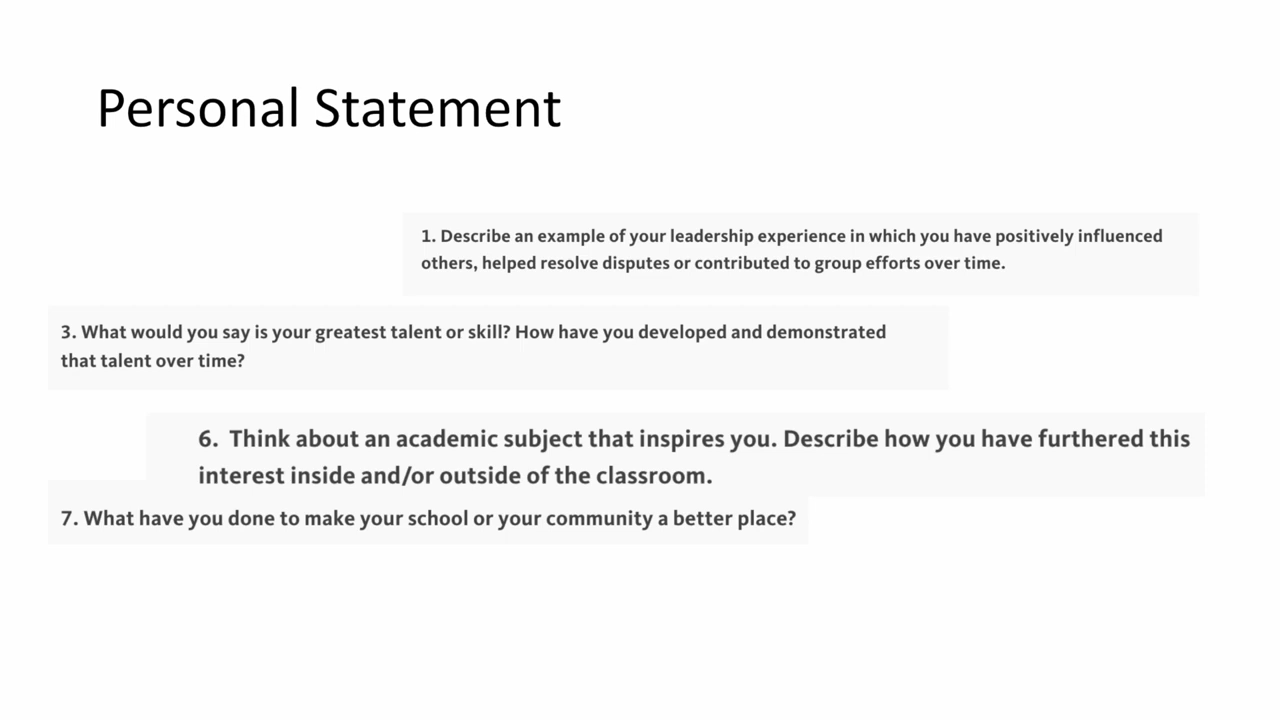 Personal Statement
1. Describe an example of your leadership experience in which you have positively influenced
others, helped resolve disputes or contributed to group efforts over time.
3. What would you say is your greatest talent or skill? How have you developed and demonstrated
that talent over time?
6.  Think about an academic subject that inspires you. Describe how you have furthered this
interest inside and/or outside of the classroom.
7. What have you done to make your school or your community a better place?